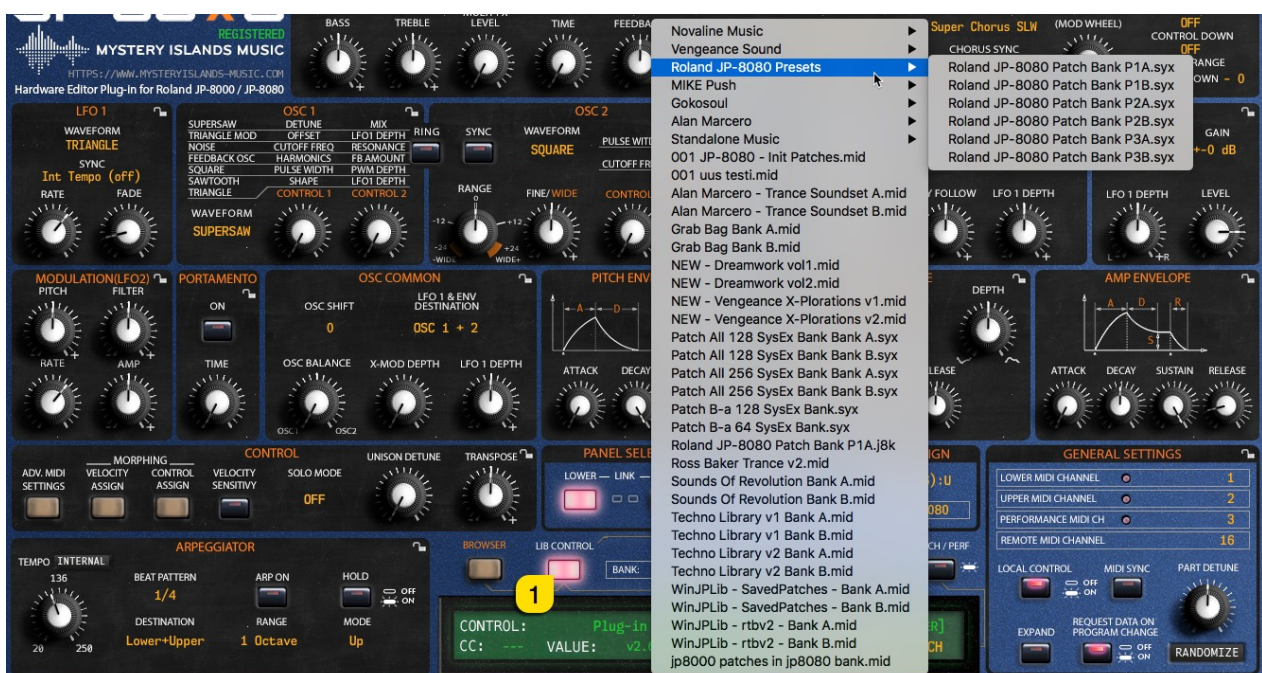 REGISTERED
MYSTERY ISLANDS MUSIC
HTTPS://WWW.MYSTERYISLANDS-MUSIC.COM
Hardware Editor Plug-In for Roland JP-8000 / JP-8080
BASS
TREBLE
LEVEL
TIME
Super Chorus SLW
(MOD WHEEL)
OFF
CONTROL DOWN
OFF
CHORUS SYNC
Novaline Music
Vengeance Sound
Roland JP-8080 Presets
MIKE Push
Gokosoul
Alan Marcero
Standalone Music
001 JP-8080 - Init Patches.mid
001 uus testi.mid
Alan Marcero - Trance Soundset A.mid
Alan Marcero - Trance Soundset B.mid
Grab Bag Bank A.mid
Grab Bag Bank B.mid
NEW - Dreamwork vol1.mid
NEW - Dreamwork vol2.mid
NEW - Vengeance X-Plorations v1.mid
NEW - Vengeance X-Plorations v2.mid
Patch All 128 SysEx Bank Bank A.syx
Patch All 128 SysEx Bank Bank B.syx
Patch All 256 SysEx Bank Bank A.syx
Patch All 256 SysEx Bank Bank B.syx
Patch B-a 128 SysEx Bank.syx
Patch B-a 64 SysEx Bank.syx
Roland JP-8080 Patch Bank P1A.j8k
Ross Baker Trance v2.mid
Sounds Of Revolution Bank A.mid
Sounds Of Revolution Bank B.mid
Techno Library v1 Bank A.mid
Techno Library v1 Bank B.mid
Techno Library v2 Bank A.mid
Techno Library v2 Bank B.mid
WinJPLib - SavedPatches - Bank A.mid
WinJPLib - SavedPatches - Bank B.mid
WinJPLib - rtbv2 - Bank A.mid
WinJPLib - rtbv2 - Bank B.mid
jp8000 patches in jp8080 bank.mid
Roland JP-8080 Patch Bank P1A.syx
Roland JP-8080 Patch Bank P1B.syx
Roland JP-8080 Patch Bank P2A.syx
Roland JP-8080 Patch Bank P2B.syx
Roland JP-8080 Patch Bank P3A.syx
Roland JP-8080 Patch Bank P3B.syx
LFO 1
WAVEFORM
TRIANGLE
SYNC
Int Tempo (off)
RATE FADE
OSC 1
SUPERSAW DETUNE MIX
TRIANGLE MOD OFFSET LFO1 DEPTH
NOISE CUTOFF FREQ RESONANCE
FEEDBACK OSC HARMONICS FB AMOUNT
SQUARE PULSE WIDTH PWM DEPTH
SAWTOOTH SHAPE LFO1 DEPTH
TRIANGLE CONTROL 1 CONTROL 2
WAVEFORM
SUPERSAW
OSC 2
RING SYNC WAVEFORM
SQUARE
RANGE FINE/WIDE
0
-12 +12
-24 +24
-WIDE WIDE+
GAIN
LFO 1 DEPTH
LFO 1 DEPTH LEVEL
L R
MODULATION(LFO2)
PITCH FILTER
RATE AMP
PORTAMENTO
ON
TIME
OSC COMMON
OSC SHIFT
0
LFO 1 & ENV
DESTINATION
OSC 1 + 2
OSC BALANCE X-MOD DEPTH LFO 1 DEPTH
OSC1 OSC2
A D
ATTACK
DEPTH
AMP ENVELOPE
A D R
S
ATTACK DECAY SUSTAIN RELEASE
CONTROL
MORPHING
ADV. MIDI
SETTINGS
VELOCITY
ASSIGN
CONTROL
ASSIGN
VELOCITY
SENSITIVY
SOLO MODE
OFF
UNISON DETUNE TRANSPOSE
LOWER LINK
GENERAL SETTINGS
LOWER MIDI CHANNEL 1
UPPER MIDI CHANNEL 2
PERFORMANCE MIDI CH 3
REMOTE MIDI CHANNEL 16
LOCAL CONTROL MIDI SYNC PART DETUNE
OFF
ON
EXPAND
REQUEST DATA ON
PROGRAM CHANGE
OFF
ON
RANDOMIZE
ARPEGGIATOR
TEMPO INTERNAL
136
20 250
BEAT PATTERN
1/4
DESTINATION
Lower+Upper
ARP ON
RANGE
1 Octave
HOLD
OFF
ON
MODE
Up
BROWSER LIB CONTROL
BANK:
1
CONTROL: Plug-in
CC: --- VALUE: